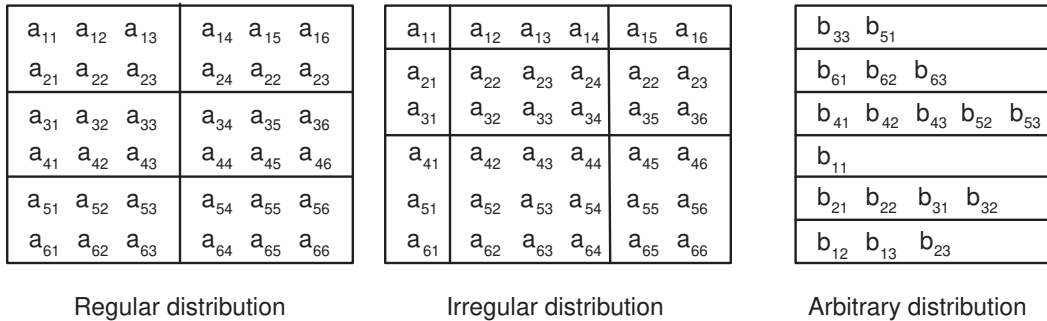 a11 a12 a13 a14 a15 a16 a11 a12 a13 a14 a15 a16 b33 b51
a21 a22 a23 a24 a22 a23 a21 a22 a23 a24 a22 a23 b61 b62 b63
a31 a32 a33 a34 a35 a36 a31 a32 a33 a34 a35 a36 b41 b42 b43 b52 b53
a41 a42 a43 a44 a45 a46 a41 a42 a43 a44 a45 a46 b11
a51 a52 a53 a54 a55 a56 a51 a52 a53 a54 a55 a56 b21 b22 b31 b32
a61 a62 a63 a64 a65 a66 a61 a62 a63 a64 a65 a66 b12 b13 b23
Regular distribution Irregular distribution Arbitrary distribution